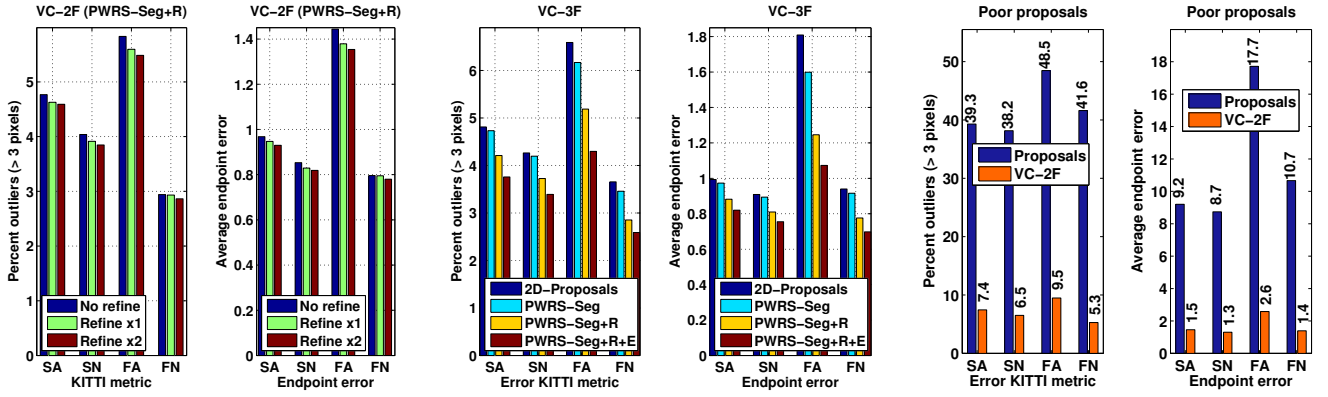 VC−2F (PWRS−Seg+R)
Percent outliers (> 3 pixels)
5
4
3
2
1
0
No refine
Refine x1
Refine x2
SA SN FA FN
KITTI metric
VC−2F (PWRS−Seg+R)
Average endpoint error
1.4
1.2
1
0.8
0.6
0.4
0.2
0
No refine
Refine x1
Refine x2
SA SN FA FN
Endpoint error
VC−3F
Percent outliers (> 3 pixels)
6
5
4
3
2
1
0
2D−Proposals
PWRS−Seg
PWRS−Seg+R
PWRS−Seg+R+E
SA SN FA FN
Error KITTI metric
VC−3F
Average endpoint error
1.8
1.6
1.4
1.2
1
0.8
0.6
0.4
0.2
0
2D−Proposals
PWRS−Seg
PWRS−Seg+R
PWRS−Seg+R+E
SA SN FA FN
Endpoint error
Poor proposals
Percent outliers (> 3 pixels)
50
40
30
20
10
0
39.3 38.2 48.5 41.6
Proposals
VC−2F
7.4 6.5 9.5 5.3
SA SN FA FN
Error KITTI metric
Poor proposals
Average endpoint error
18
16
14
12
10
8
6
4
2
0
17.7
Proposals
VC−2F
9.2 8.7 10.7
1.5 1.3 2.6 1.4
SA SN FA FN
Endpoint error